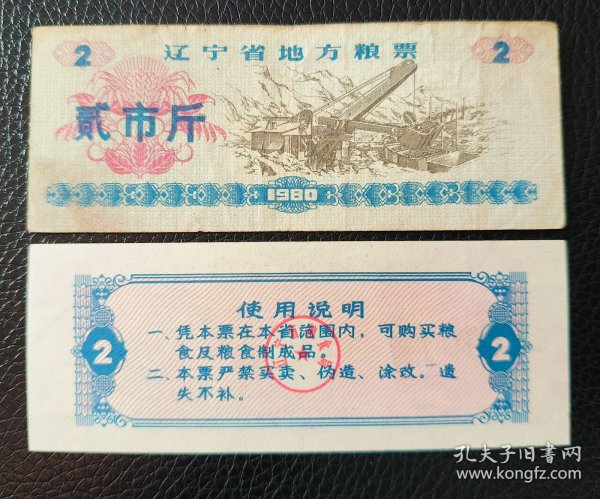 2
辽宁省地方粮票
2
贰市斤
1980
使用说明
一、凭本票在本省范围内，可购买粮
食及粮食制成品。
二、本票严禁买卖、伪造、涂改。遗
失不补。
2
2
孔夫子旧书网
www.kongfz.com